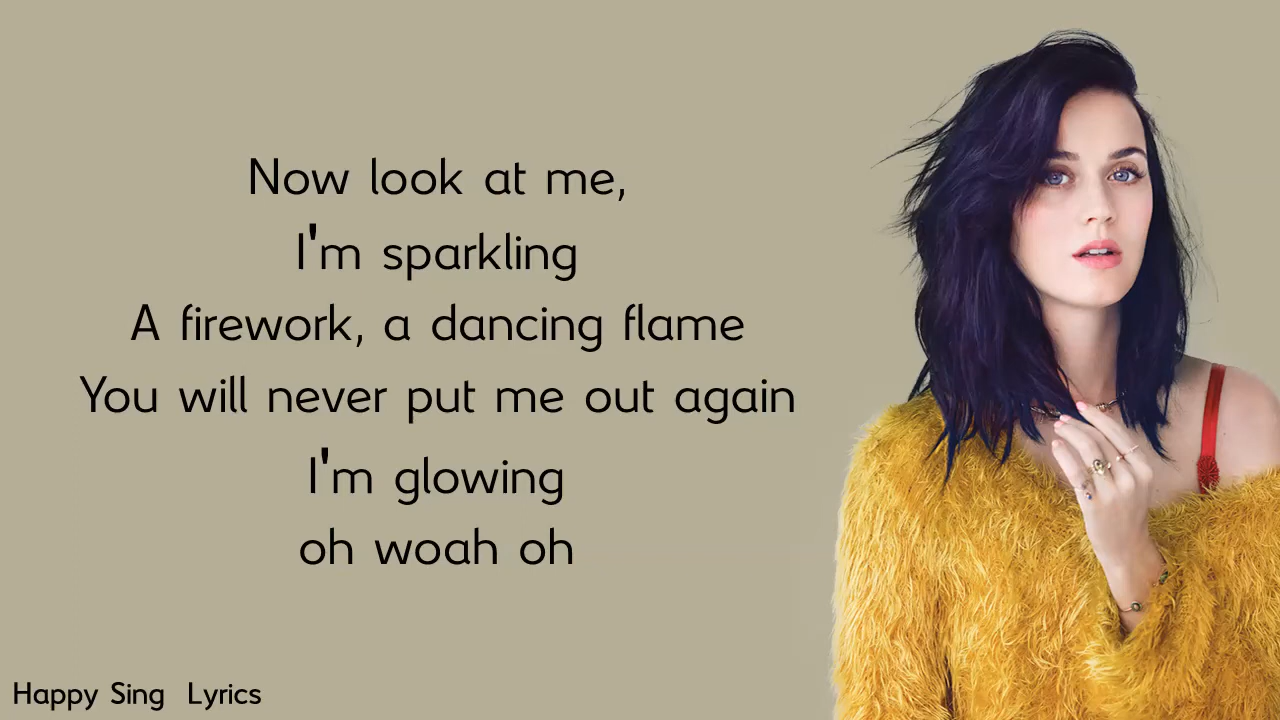 Now look at me,
I'm sparkling
A firework, a dancing flame
You will never put me out again
I'm glowing
oh woah oh
Happy Sing  Lyrics